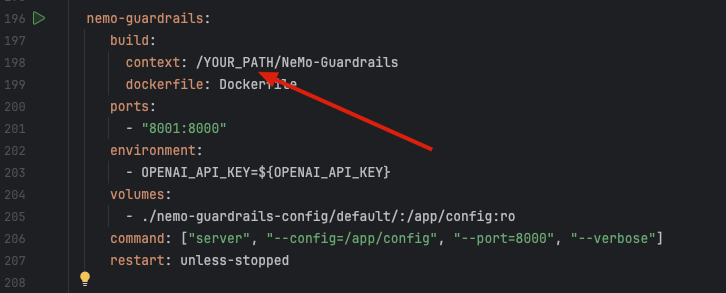 196 nemo-guardrails:
197 build:
198 context: /YOUR_PATH/NeMo-Guardrails
199 dockerfile: Dockerfile
200 ports:
201 - "8001:8000"
202 environment:
203 - OPENAI_API_KEY=${OPENAI_API_KEY}
204 volumes:
205 - ./nemo-guardrails-config/default/:/app/config:ro
206 command: ["server", "--config=/app/config", "--port=8000", "--verbose"]
207 restart: unless-stopped
208